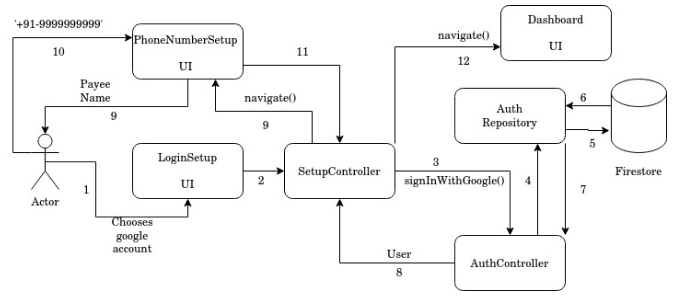 '+91-9999999999'
10
PhoneNumberSetup
UI
11
navigate()
12
Dashboard
UI
Payee
Name
9
navigate()
9
Auth
Repository
6
5
Firestore
Actor
1
Chooses
google
account
LoginSetup
UI
2
SetupController
3
signInWithGoogle()
4
7
User
8
AuthController